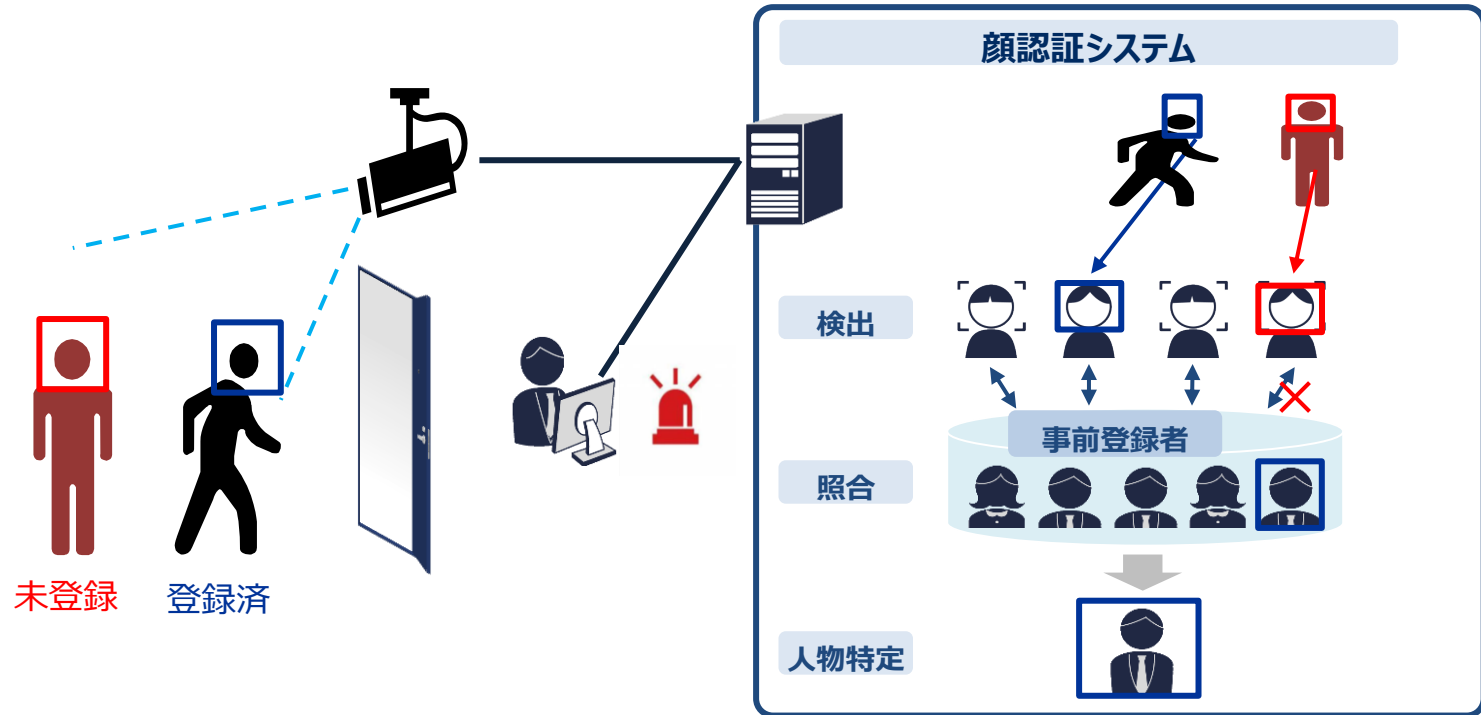 顔認証システム
検出
事前登録者
照合
未登録
登録済
人物特定